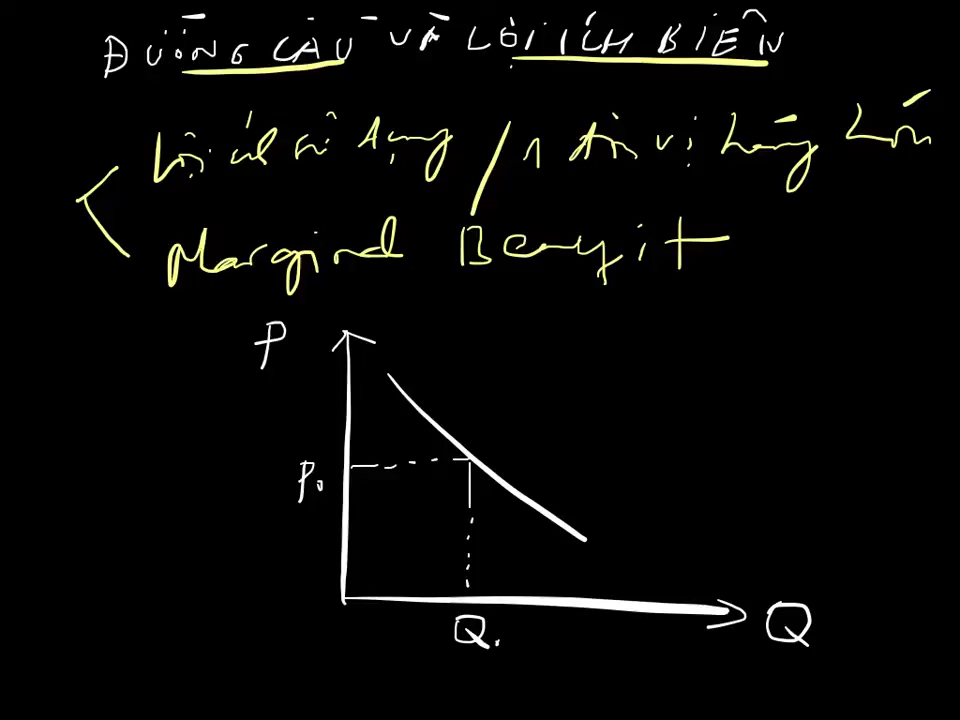 ĐƯỜNG CẦU VÀ LỢI ÍCH BIÊN
Lợi ích sử dụng / 1 đơn vị hàng hóa
Marginal Benefit
P
P₀
Q₀
Q